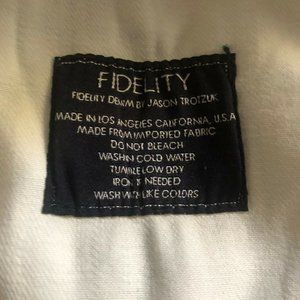 FIDELITY
FIDELITY DENIM BY JASON TROTZUK
MADE IN LOS ANGELES CALIFORNIA, U.S.A
MADE FROM IMPORTED FABRIC
DO NOT BLEACH
WASH IN COLD WATER
TUMBLE LOW DRY
IRON IF NEEDED
WASH WITH LIKE COLORS